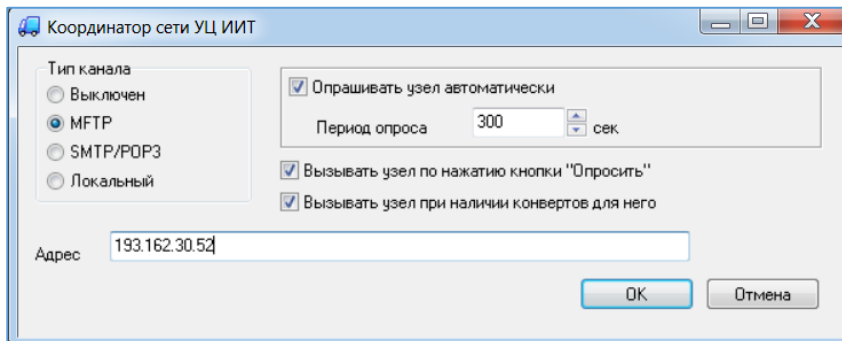 Координатор сети УЦ ИИТ
Тип канала
Выключен
MFTP
SMTP/POP3
Локальный
Опрашивать узел автоматически
Период опроса 300 сек
Вызывать узел по нажатию кнопки "Опросить"
Вызывать узел при наличии конвертов для него
Адрес 193.162.30.52
OK Отмена